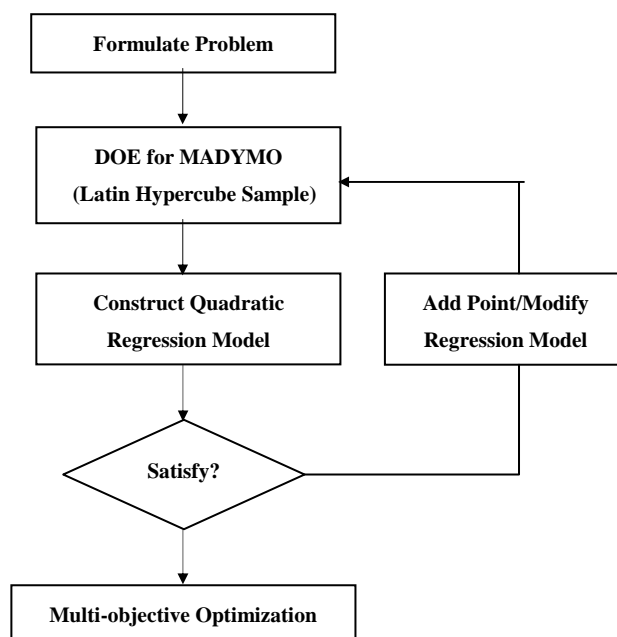 Formulate Problem
DOE for MADYMO
(Latin Hypercube Sample)
Construct Quadratic
Regression Model
Add Point/Modify
Regression Model
Satisfy?
Multi-objective Optimization